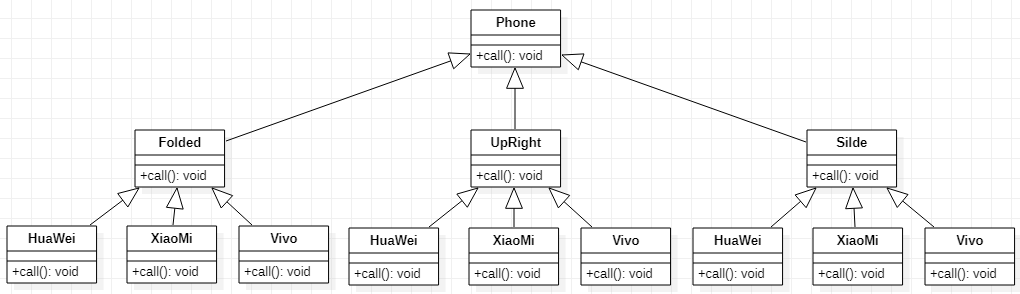 Phone
+call(): void
Folded
+call(): void
UpRight
+call(): void
Silde
+call(): void
HuaWei
+call(): void
XiaoMi
+call(): void
Vivo
+call(): void
HuaWei
+call(): void
XiaoMi
+call(): void
Vivo
+call(): void
HuaWei
+call(): void
XiaoMi
+call(): void
Vivo
+call(): void